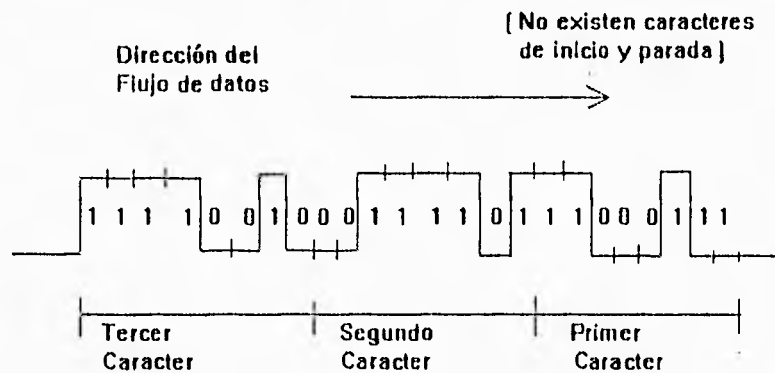 (No existen caracteres
de inicio y parada)
Dirección del
Flujo de datos
1 1 1 1 0 0 1 0 0 0 1 1 1 1 0 1 1 1 0 0 0 1 1 1
Tercer
Caracter
Segundo
Caracter
Primer
Caracter